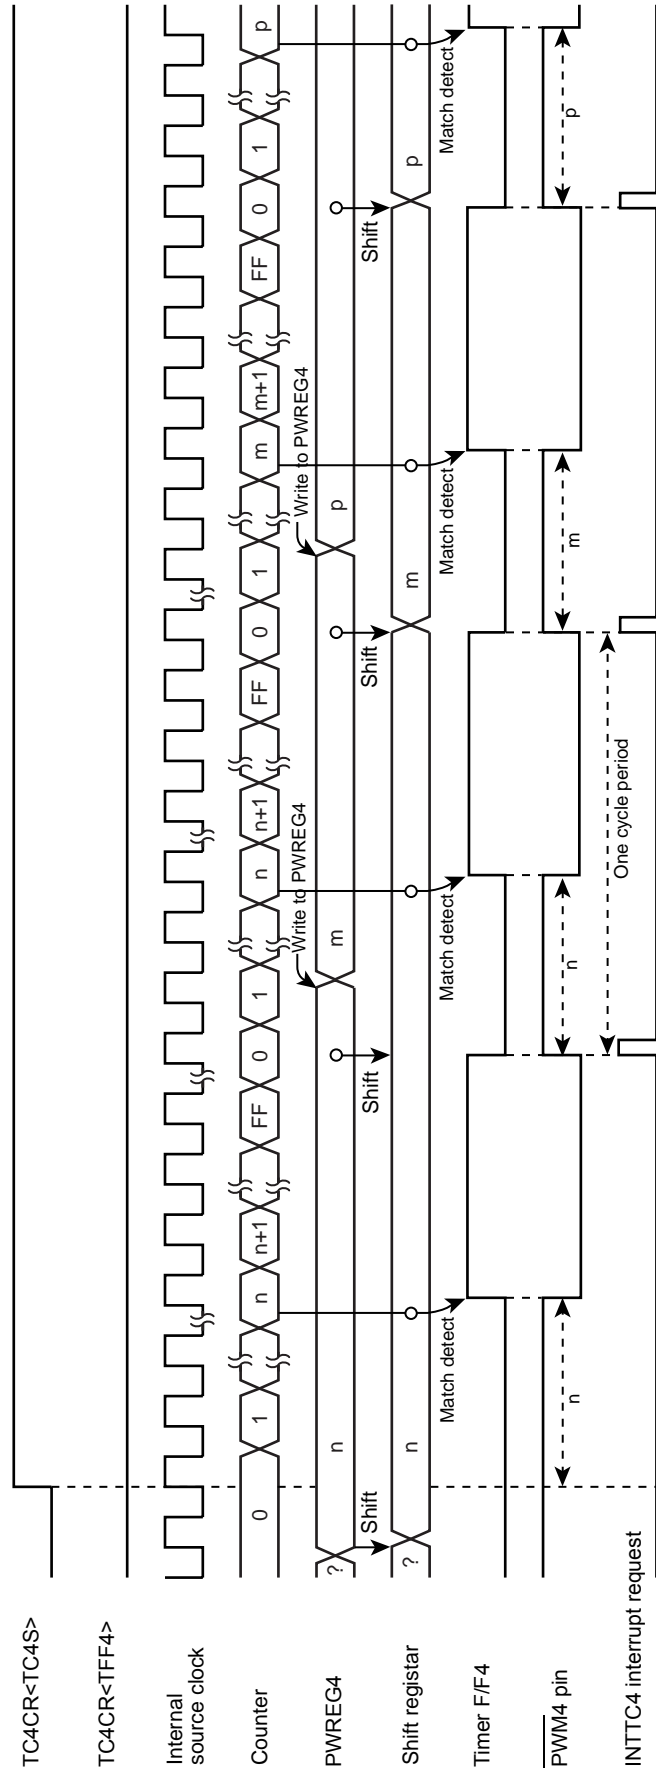 TC4CR<TC4S>
TC4CR<TFF4>
Internal
source clock
Counter 0 1 n n+1 FF 0 1 n n+1 FF 0 1 m m+1 FF 0 1 p
Write to PWREG4 Write to PWREG4
PWREG4 ? n m p
Shift Shift Shift Shift
Shift registar ? n m p
Match detect Match detect Match detect Match detect
Timer F/F4
PWM4 pin n n m p
One cycle period
INTTC4 interrupt request